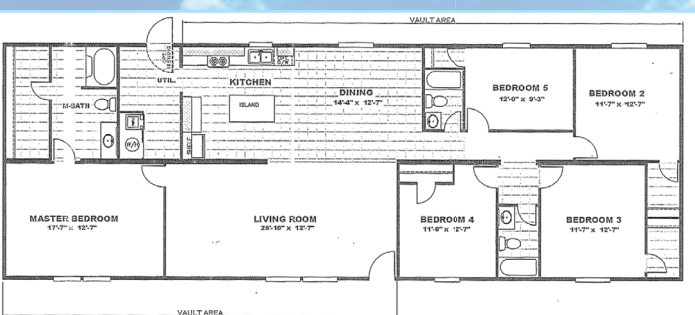 VAULT AREA
UTIL.
KITCHEN
ISLAND
DINING
14'-4" x 12'-7"
BEDROOM 5
12'-0" x 9'-3"
BEDROOM 2
11'-7" x 12'-7"
M-BATH
W/H
SHELF
MASTER BEDROOM
17'-7" x 12'-7"
LIVING ROOM
25'-10" x 12'-7"
BEDROOM 4
11'-0" x 12'-7"
BEDROOM 3
11'-7" x 12'-7"
VAULT AREA